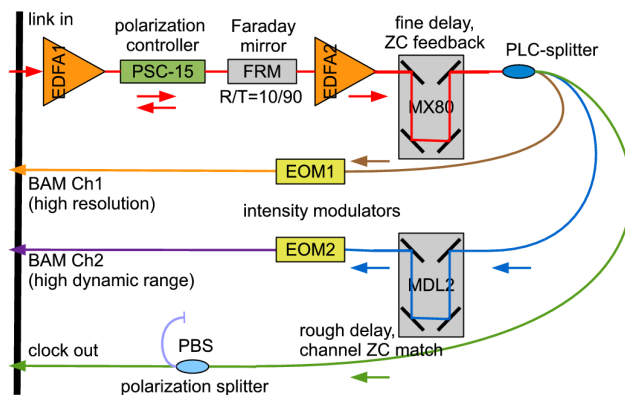 link in
polarization
controller
Faraday
mirror
fine delay,
ZC feedback
PLC-splitter
EDFA1
PSC-15
FRM
EDFA2
R/T=10/90
MX80
EOM1
BAM Ch1
(high resolution)
intensity modulators
EOM2
BAM Ch2
(high dynamic range)
MDL2
rough delay,
channel ZC match
clock out
PBS
polarization splitter